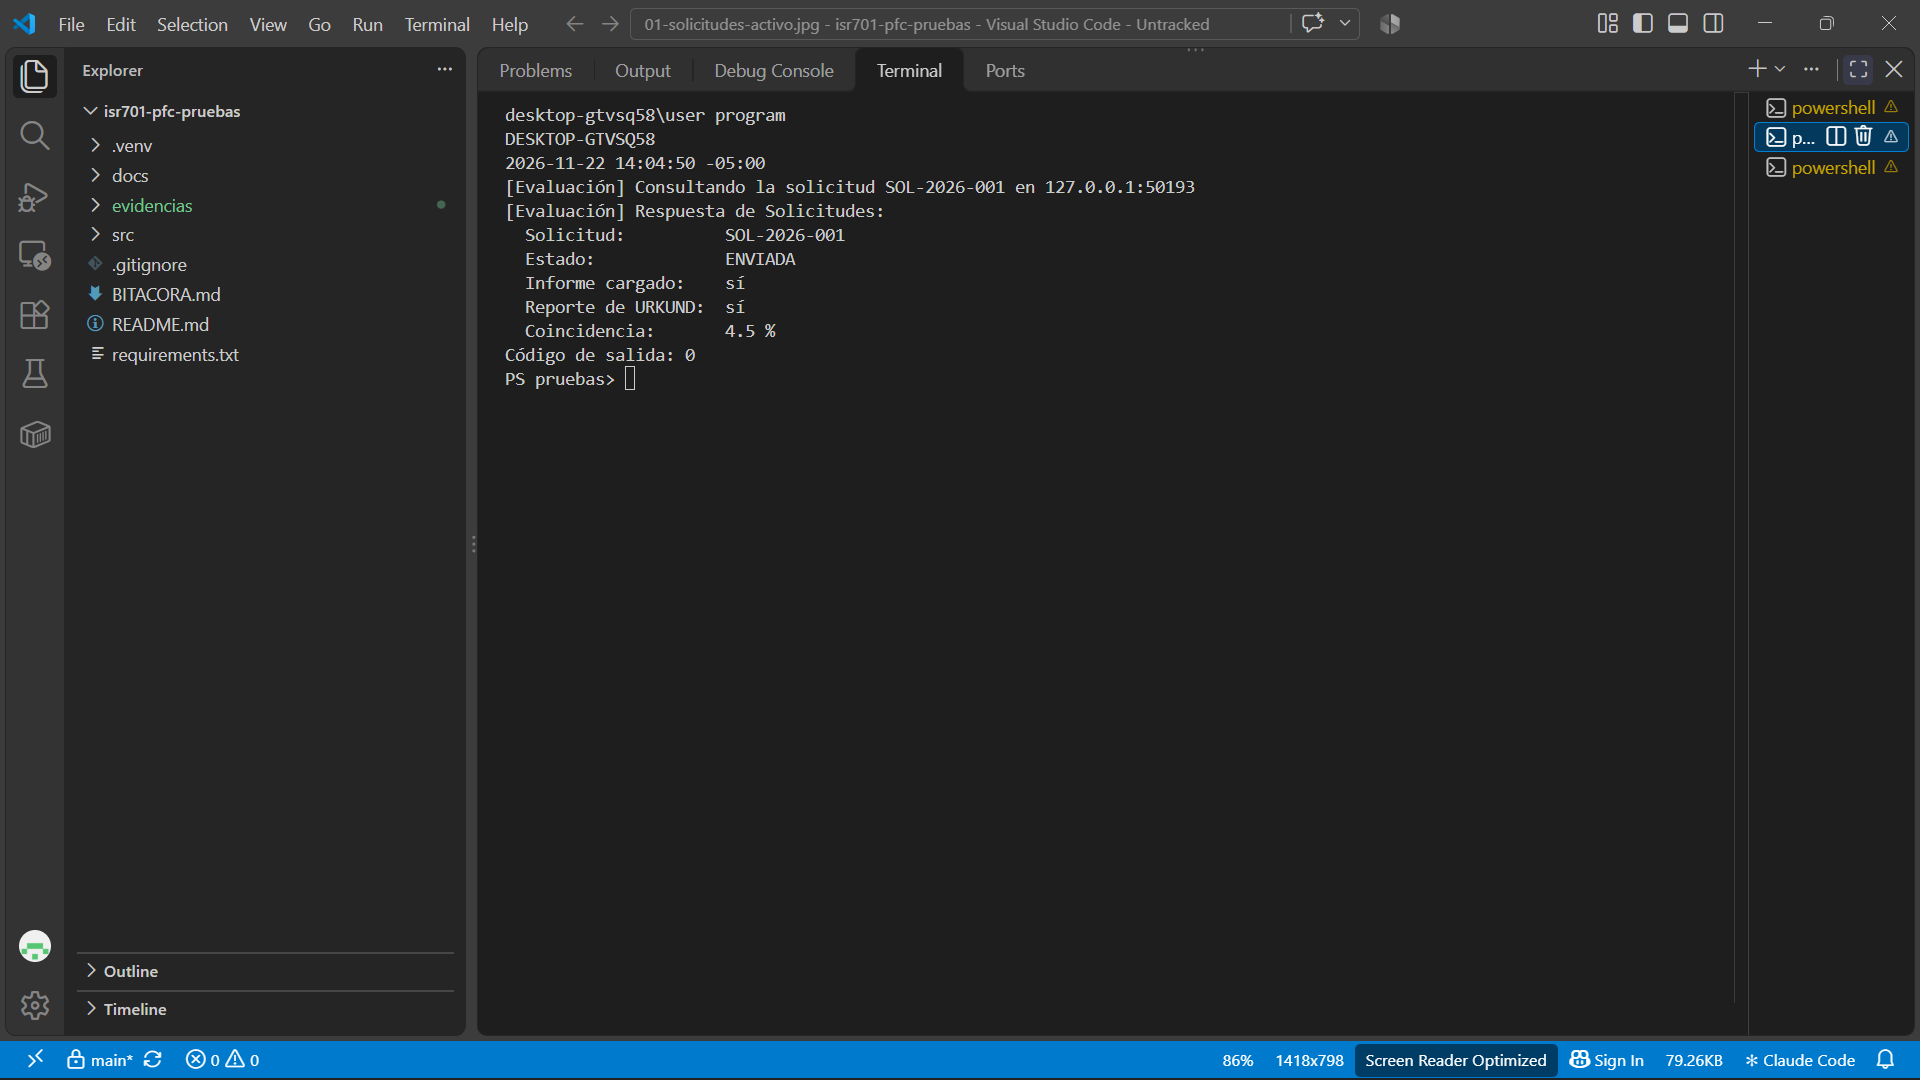 File Edit Selection View Go Run Terminal Help
01-solicitudes-activo.jpg - isr701-pfc-pruebas - Visual Studio Code - Untracked
Explorer
isr701-pfc-pruebas
.venv
docs
evidencias
src
.gitignore
BITACORA.md
README.md
requirements.txt
Outline
Timeline
Problems Output Debug Console Terminal Ports
desktop-gtvsq58\user program
DESKTOP-GTVSQ58
2026-11-22 14:04:50 -05:00
[Evaluación] Consultando la solicitud SOL-2026-001 en 127.0.0.1:50193
[Evaluación] Respuesta de Solicitudes:
Solicitud: SOL-2026-001
Estado: ENVIADA
Informe cargado: sí
Reporte de URKUND: sí
Coincidencia: 4.5 %
Código de salida: 0
PS pruebas>
powershell
p...
powershell
main* 0 0
86% 1418x798 Screen Reader Optimized Sign In 79.26KB Claude Code